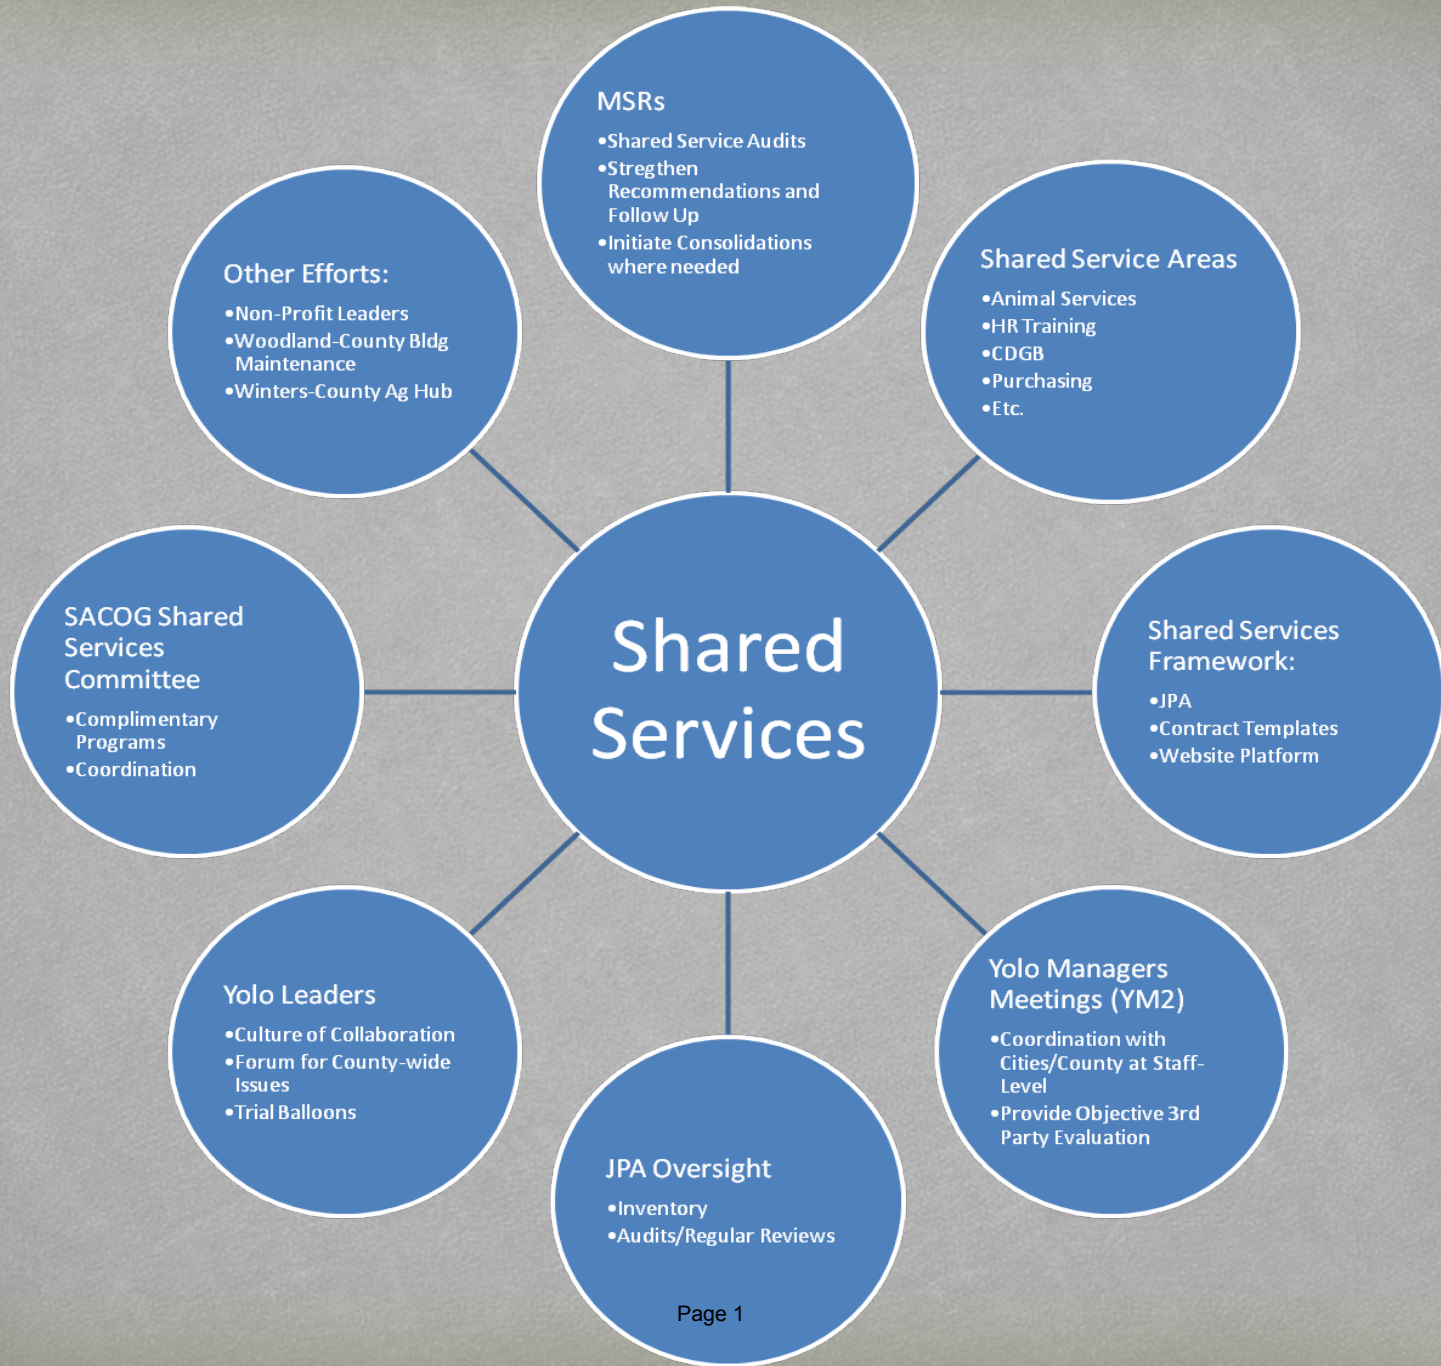 MSRs
•Shared Service Audits
•Stregthen
Recommendations and
Follow Up
•Initiate Consolidations
where needed
Shared Service Areas
•Animal Services
•HR Training
•CDGB
•Purchasing
•Etc.
Shared Services
Framework:
•JPA
•Contract Templates
•Website Platform
Yolo Managers
Meetings (YM2)
•Coordination with
Cities/County at Staff-
Level
•Provide Objective 3rd
Party Evaluation
JPA Oversight
•Inventory
•Audits/Regular Reviews
Yolo Leaders
•Culture of Collaboration
•Forum for County-wide
Issues
•Trial Balloons
SACOG Shared
Services
Committee
•Complimentary
Programs
•Coordination
Other Efforts:
•Non-Profit Leaders
•Woodland-County Bldg
Maintenance
•Winters-County Ag Hub
Shared
Services
Page 1